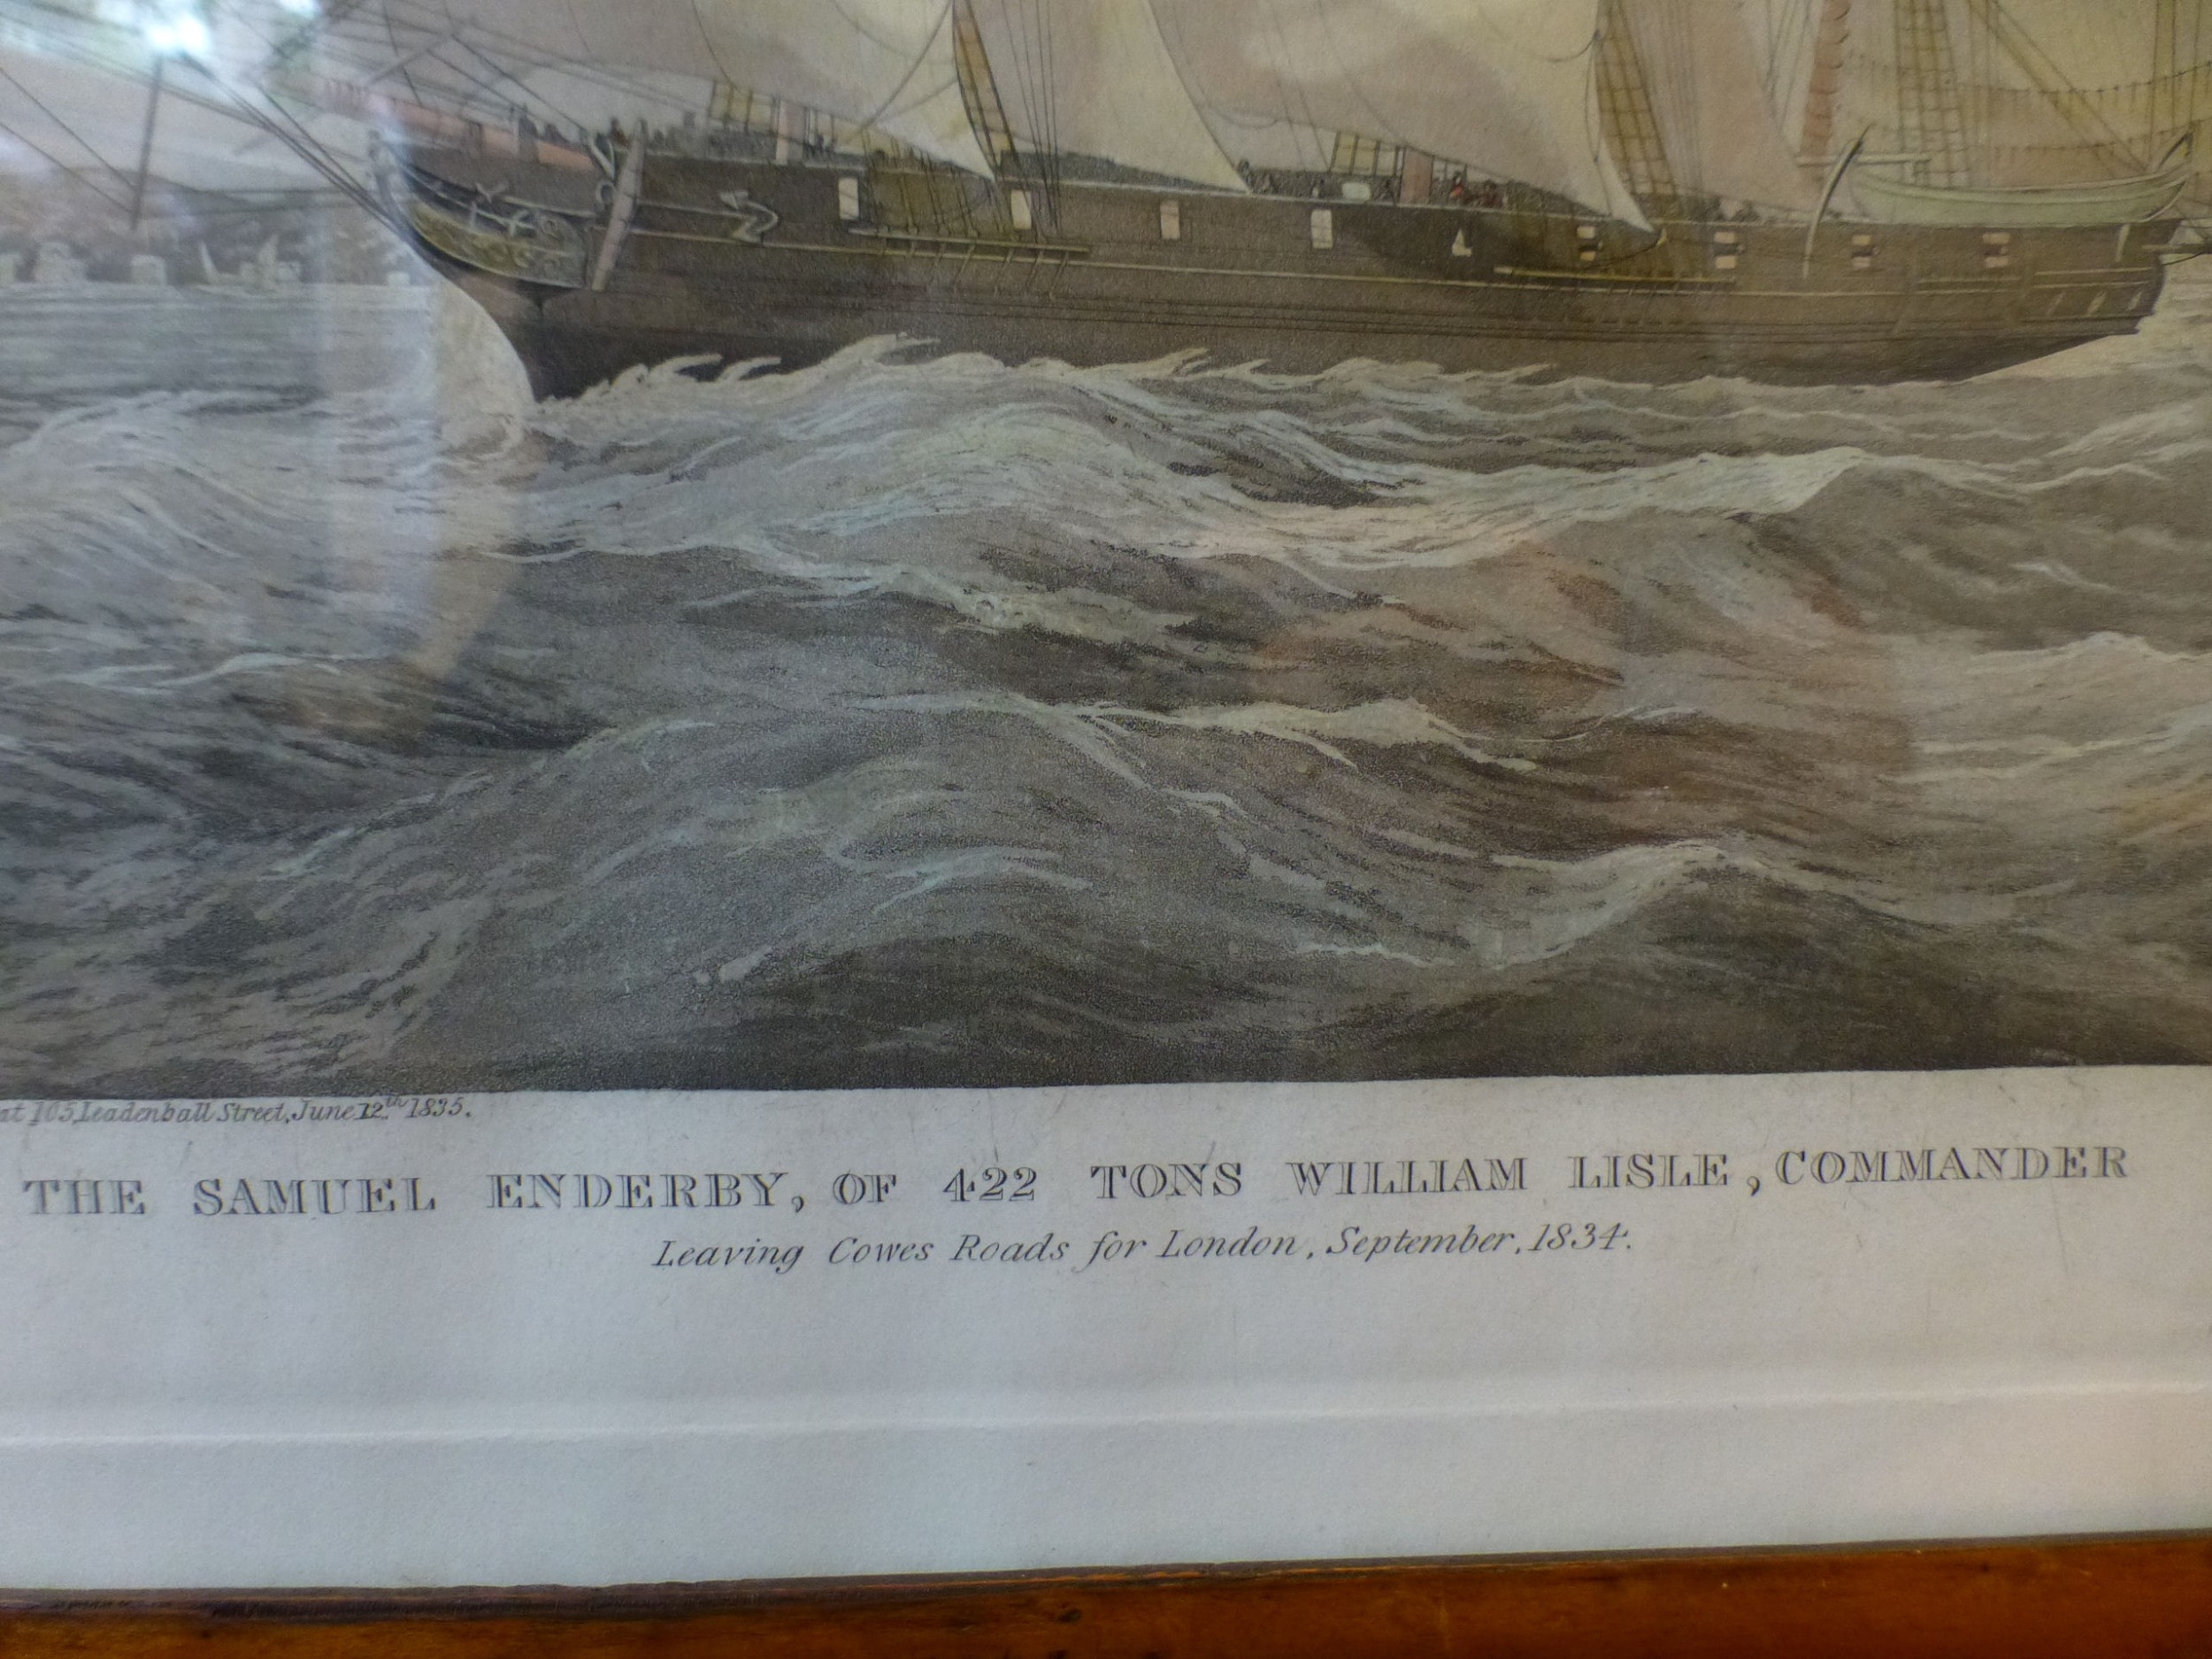 at 105, Leadenhall Street, June 12th 1835.
THE SAMUEL ENDERBY, OF 422 TONS WILLIAM LISLE, COMMANDER
Leaving Cowes Roads for London, September, 1834.